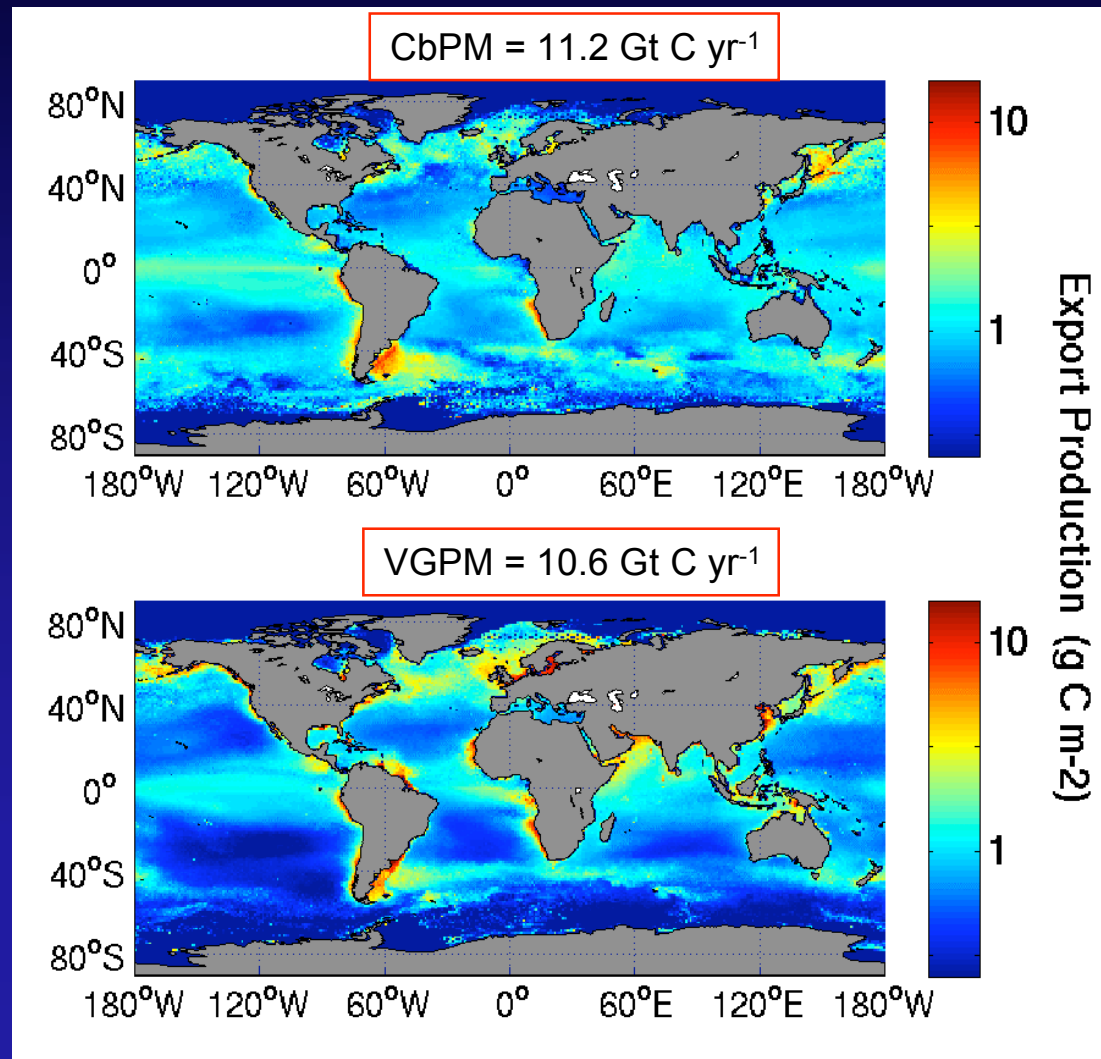 CbPM = 11.2 Gt C yr-1
80°N
40°N
0°
40°S
80°S
180°W 120°W 60°W 0° 60°E 120°E 180°W
10
1
Export Production (g C m-2)
VGPM = 10.6 Gt C yr-1
80°N
40°N
0°
40°S
80°S
180°W 120°W 60°W 0° 60°E 120°E 180°W
10
1